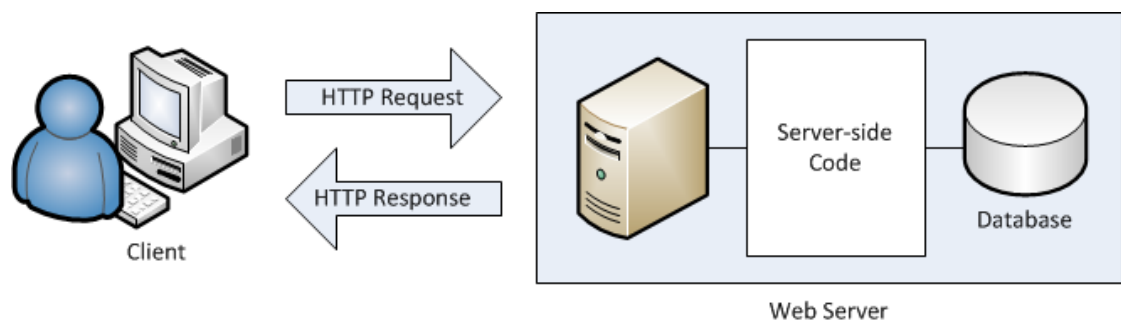 HTTP Request
HTTP Response
Client
Server-side
Code
Database
Web Server